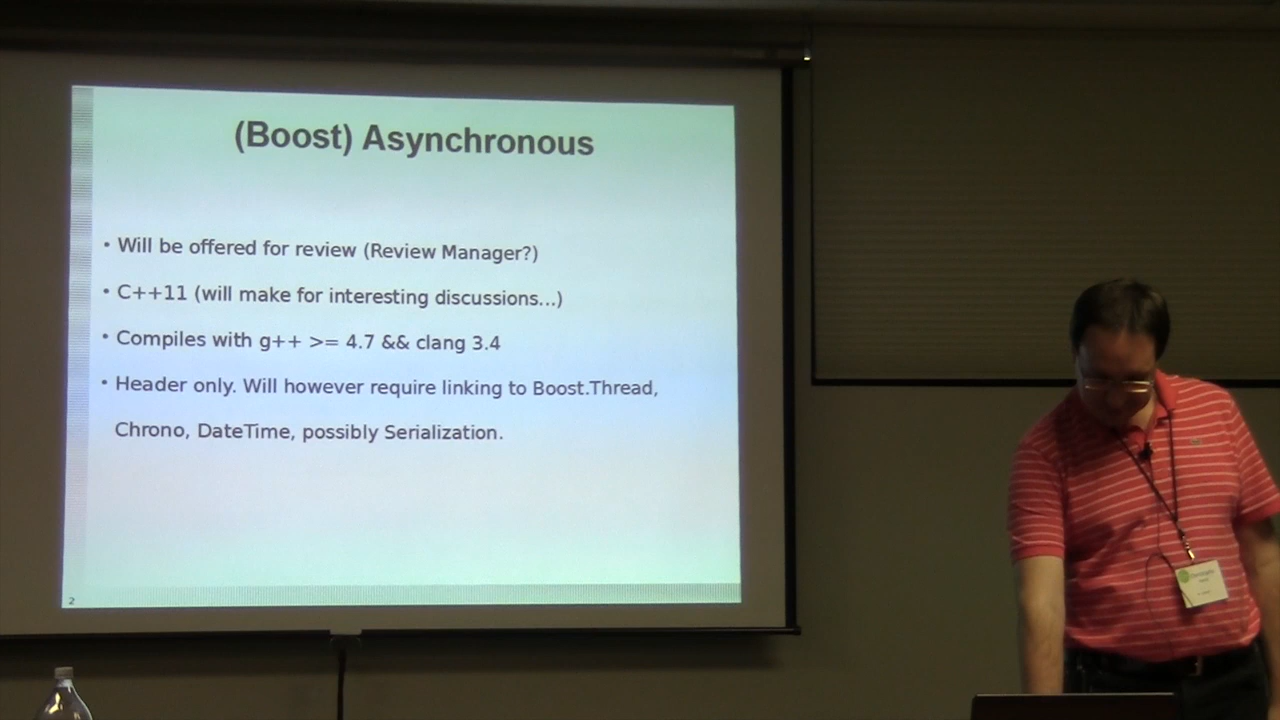 (Boost) Asynchronous
• Will be offered for review (Review Manager?)
• C++11 (will make for interesting discussions...)
• Compiles with g++ >= 4.7 && clang 3.4
• Header only. Will however require linking to Boost.Thread,
Chrono, DateTime, possibly Serialization.
2